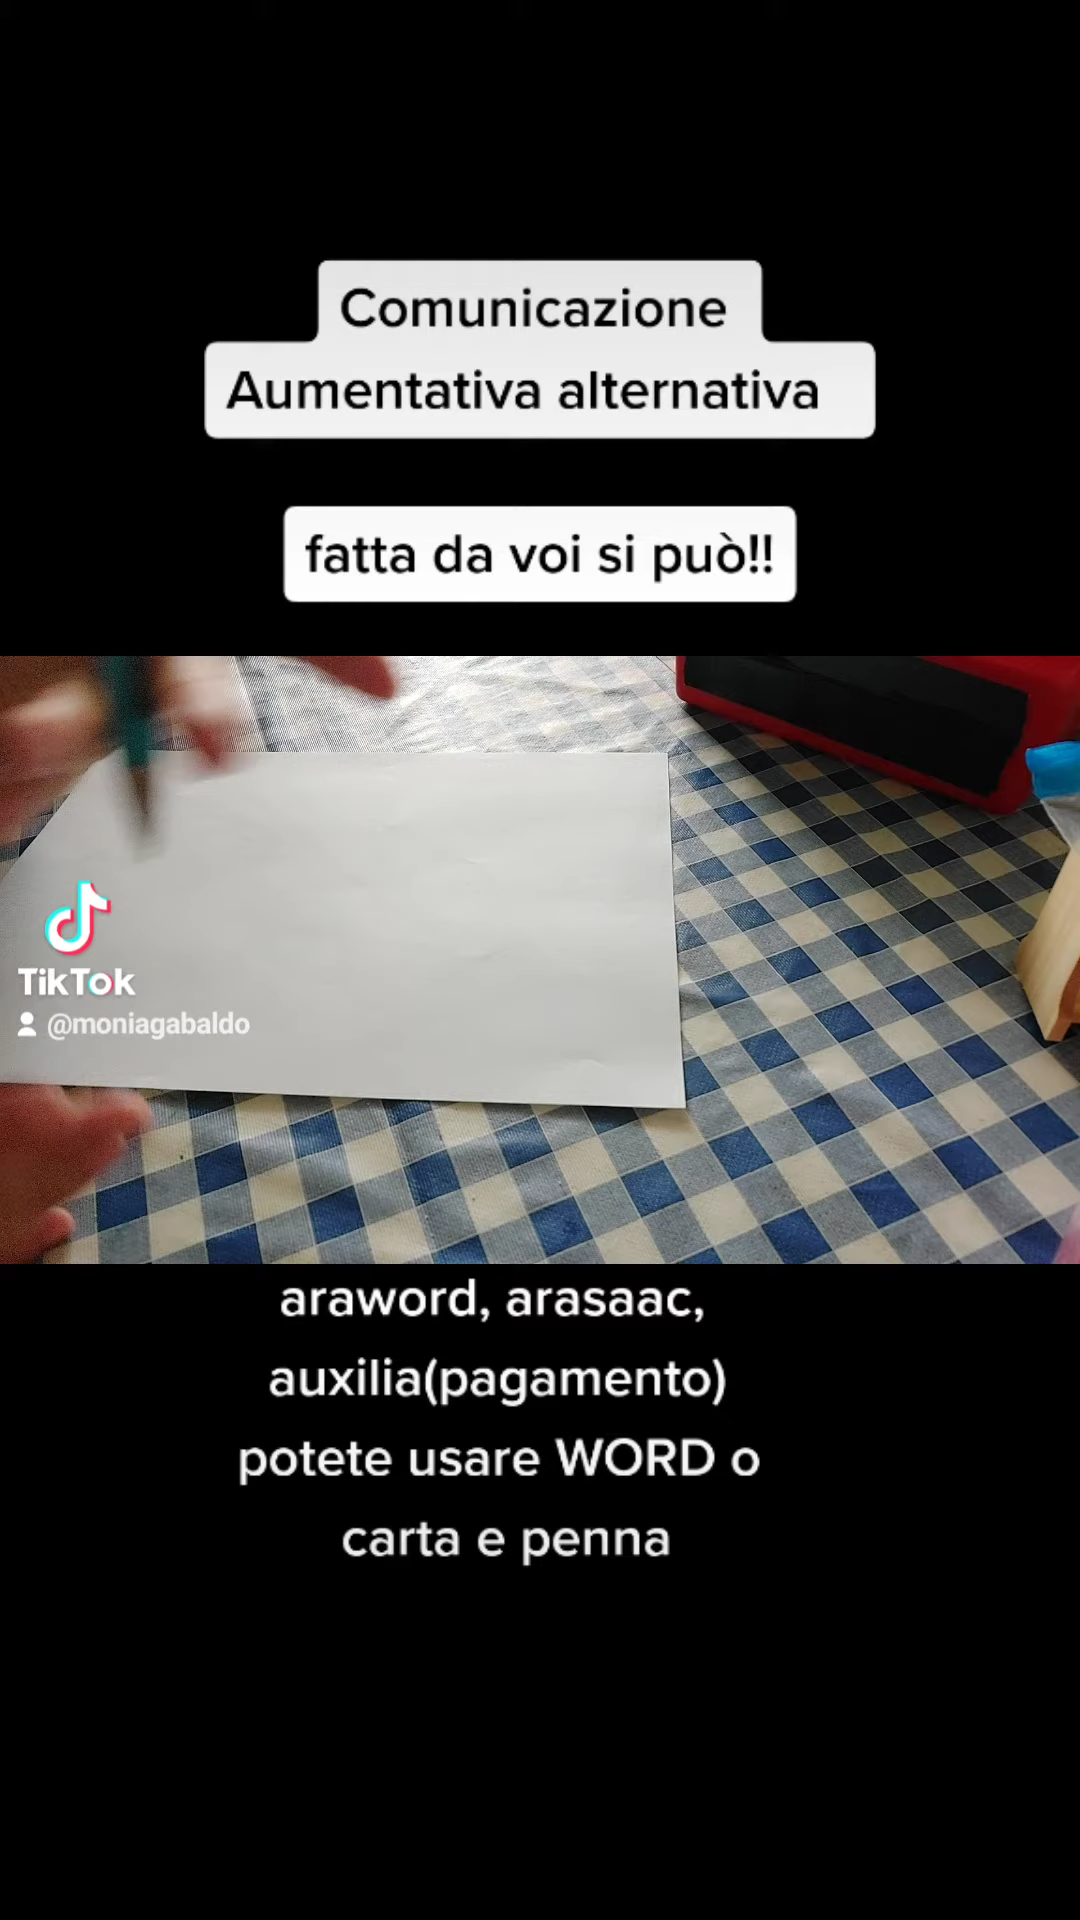 Comunicazione
Aumentativa alternativa
fatta da voi si può!!
TikTok
@moniagabaldo
araword, arasaac,
auxilia(pagamento)
potete usare WORD o
carta e penna